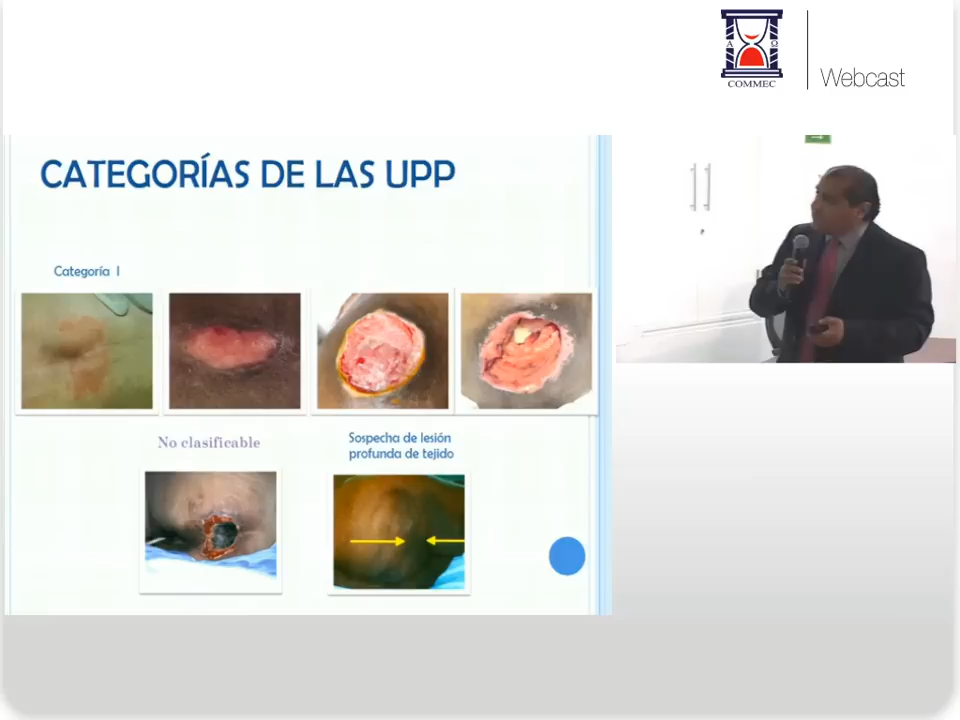 A Ω
COMMEC
Webcast
CATEGORÍAS DE LAS UPP
Categoría I
No clasificable
Sospecha de lesión
profunda de tejido